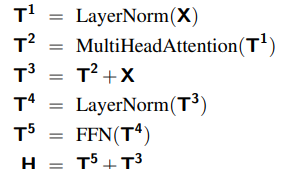 T¹ = LayerNorm(X)
T² = MultiHeadAttention(T¹)
T³ = T² + X
T⁴ = LayerNorm(T³)
T⁵ = FFN(T⁴)
H = T⁵ + T³